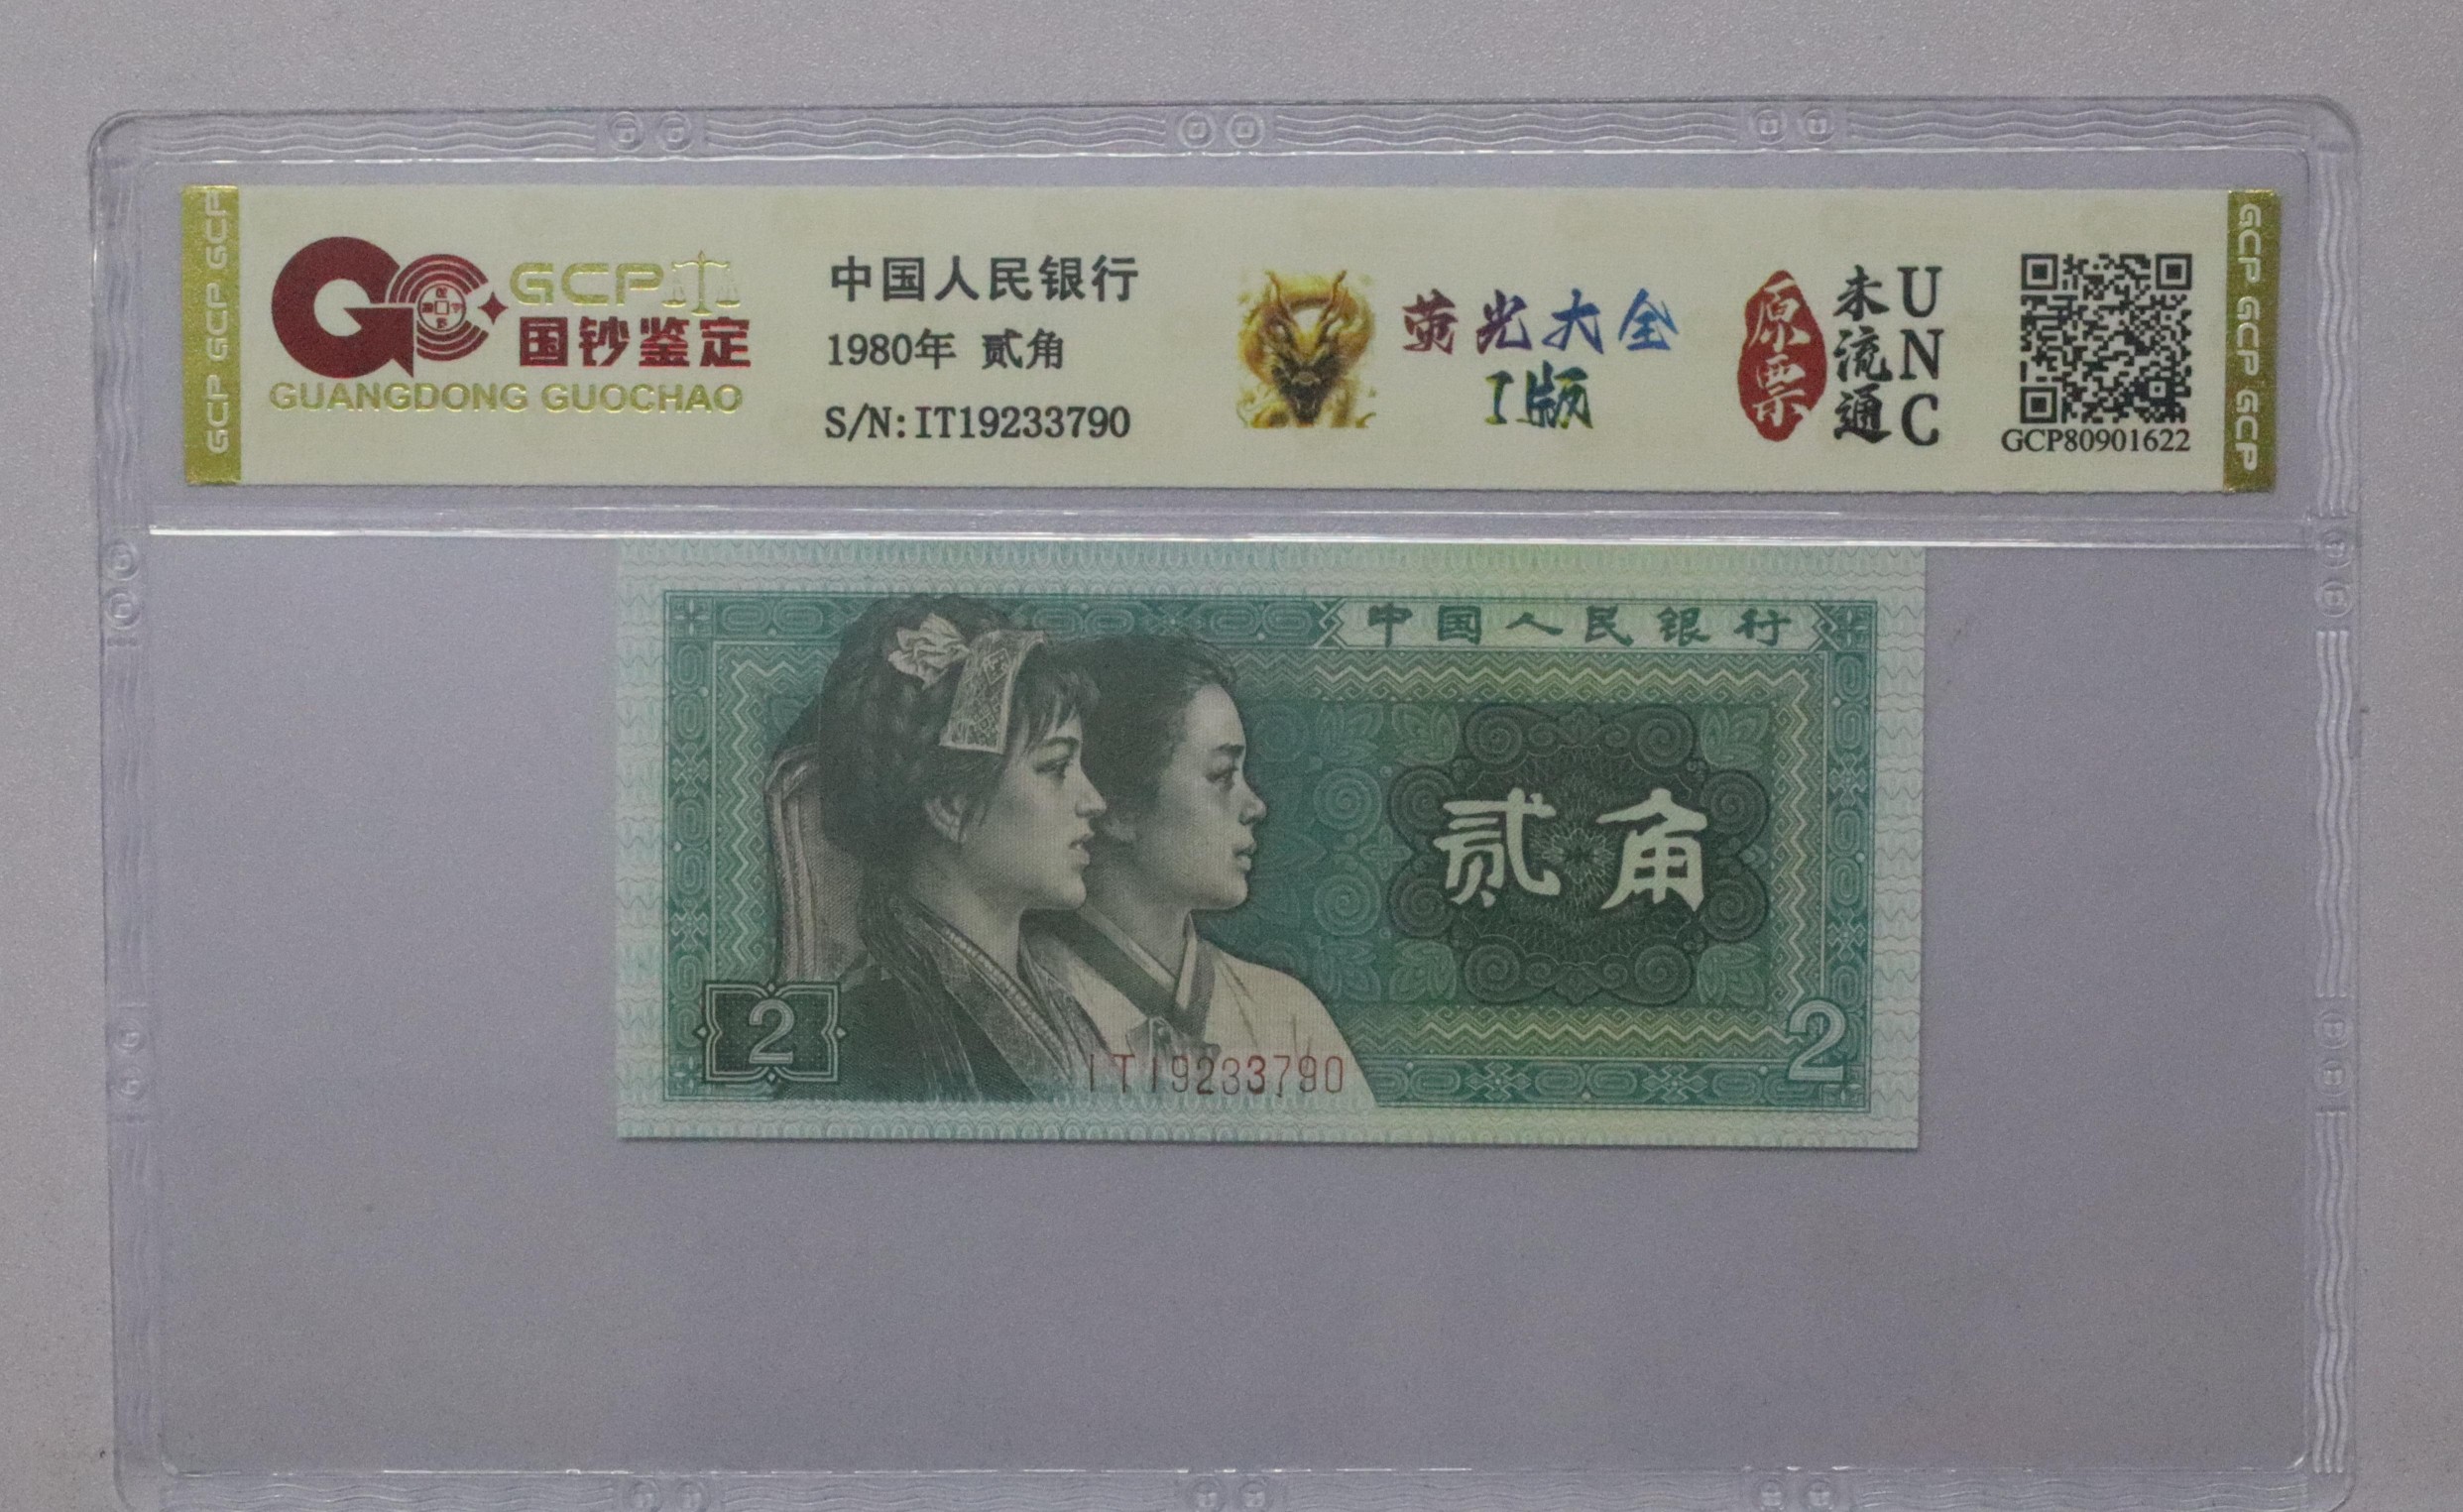 GCP GCP GCP
GCP
国钞鉴定
GUANGDONG GUOCHAO
中国人民银行
1980年 贰角
S/N:IT19233790
荧光大全
I版
原票
未流通
UNC
GCP80901622
GCP GCP GCP GCP
中国人民银行
贰角
2
2
IT19233790